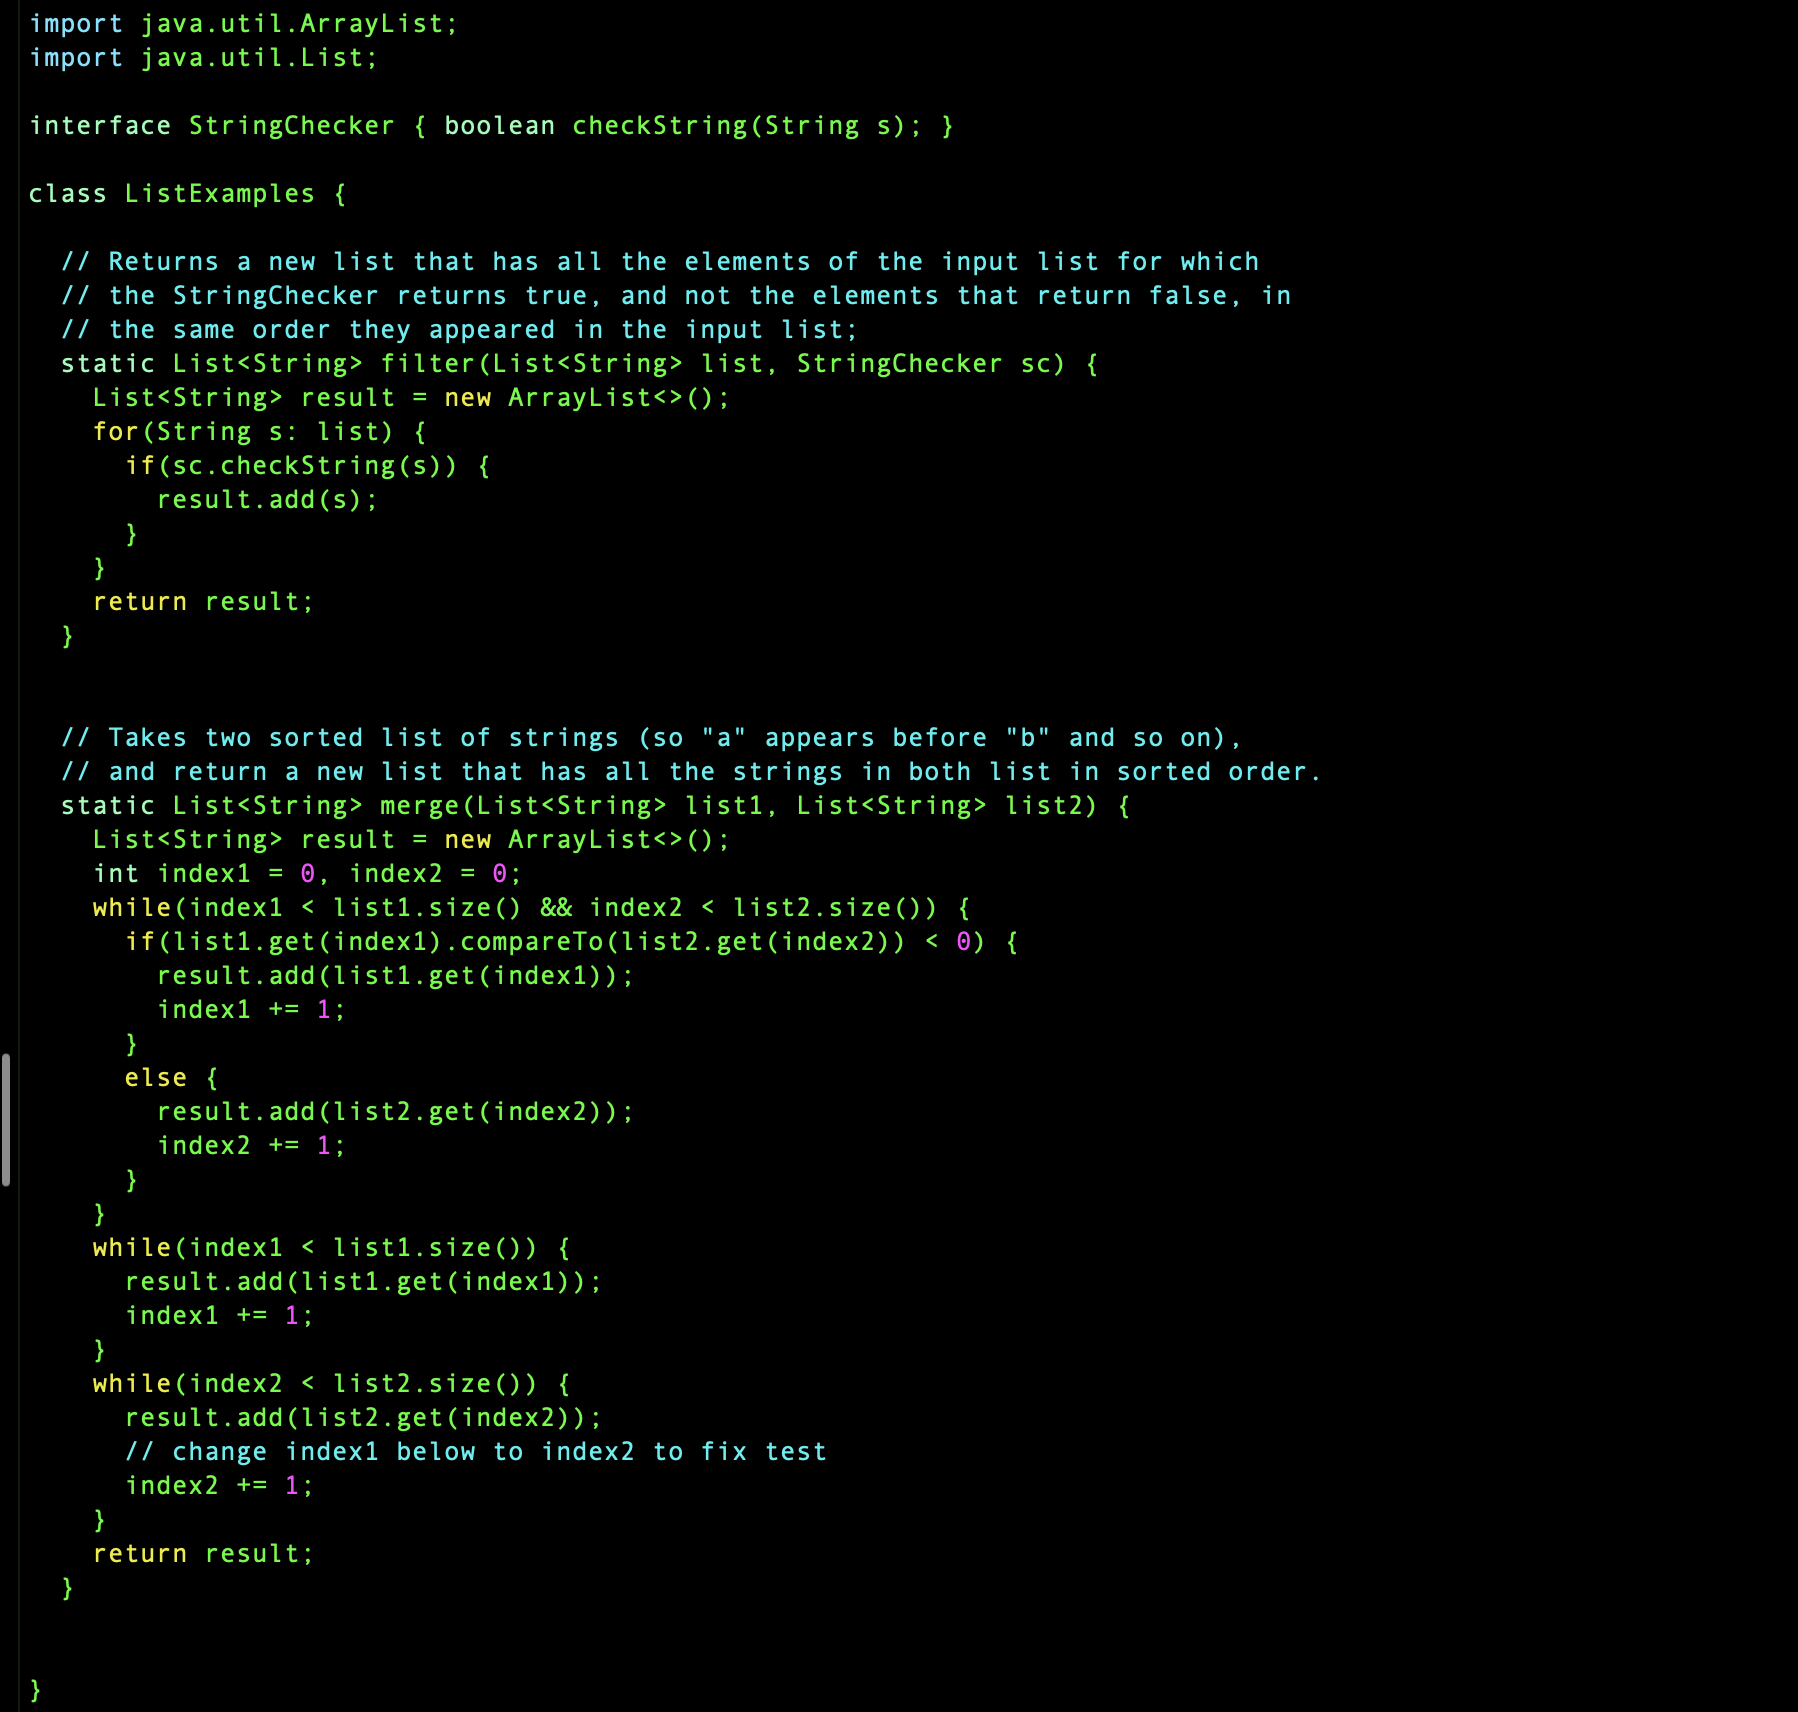 import java.util.ArrayList;
import java.util.List;

interface StringChecker { boolean checkString(String s); }

class ListExamples {

  // Returns a new list that has all the elements of the input list for which
  // the StringChecker returns true, and not the elements that return false, in
  // the same order they appeared in the input list;
  static List<String> filter(List<String> list, StringChecker sc) {
    List<String> result = new ArrayList<>();
    for(String s: list) {
      if(sc.checkString(s)) {
        result.add(s);
      }
    }
    return result;
  }


  // Takes two sorted list of strings (so "a" appears before "b" and so on),
  // and return a new list that has all the strings in both list in sorted order.
  static List<String> merge(List<String> list1, List<String> list2) {
    List<String> result = new ArrayList<>();
    int index1 = 0, index2 = 0;
    while(index1 < list1.size() && index2 < list2.size()) {
      if(list1.get(index1).compareTo(list2.get(index2)) < 0) {
        result.add(list1.get(index1));
        index1 += 1;
      }
      else {
        result.add(list2.get(index2));
        index2 += 1;
      }
    }
    while(index1 < list1.size()) {
      result.add(list1.get(index1));
      index1 += 1;
    }
    while(index2 < list2.size()) {
      result.add(list2.get(index2));
      // change index1 below to index2 to fix test
      index2 += 1;
    }
    return result;
  }


}